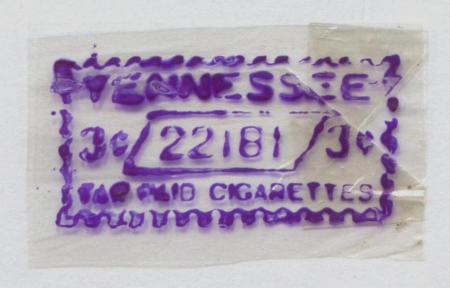 TENNESSEE
3¢ 22181 3¢
TAX PAID CIGARETTES